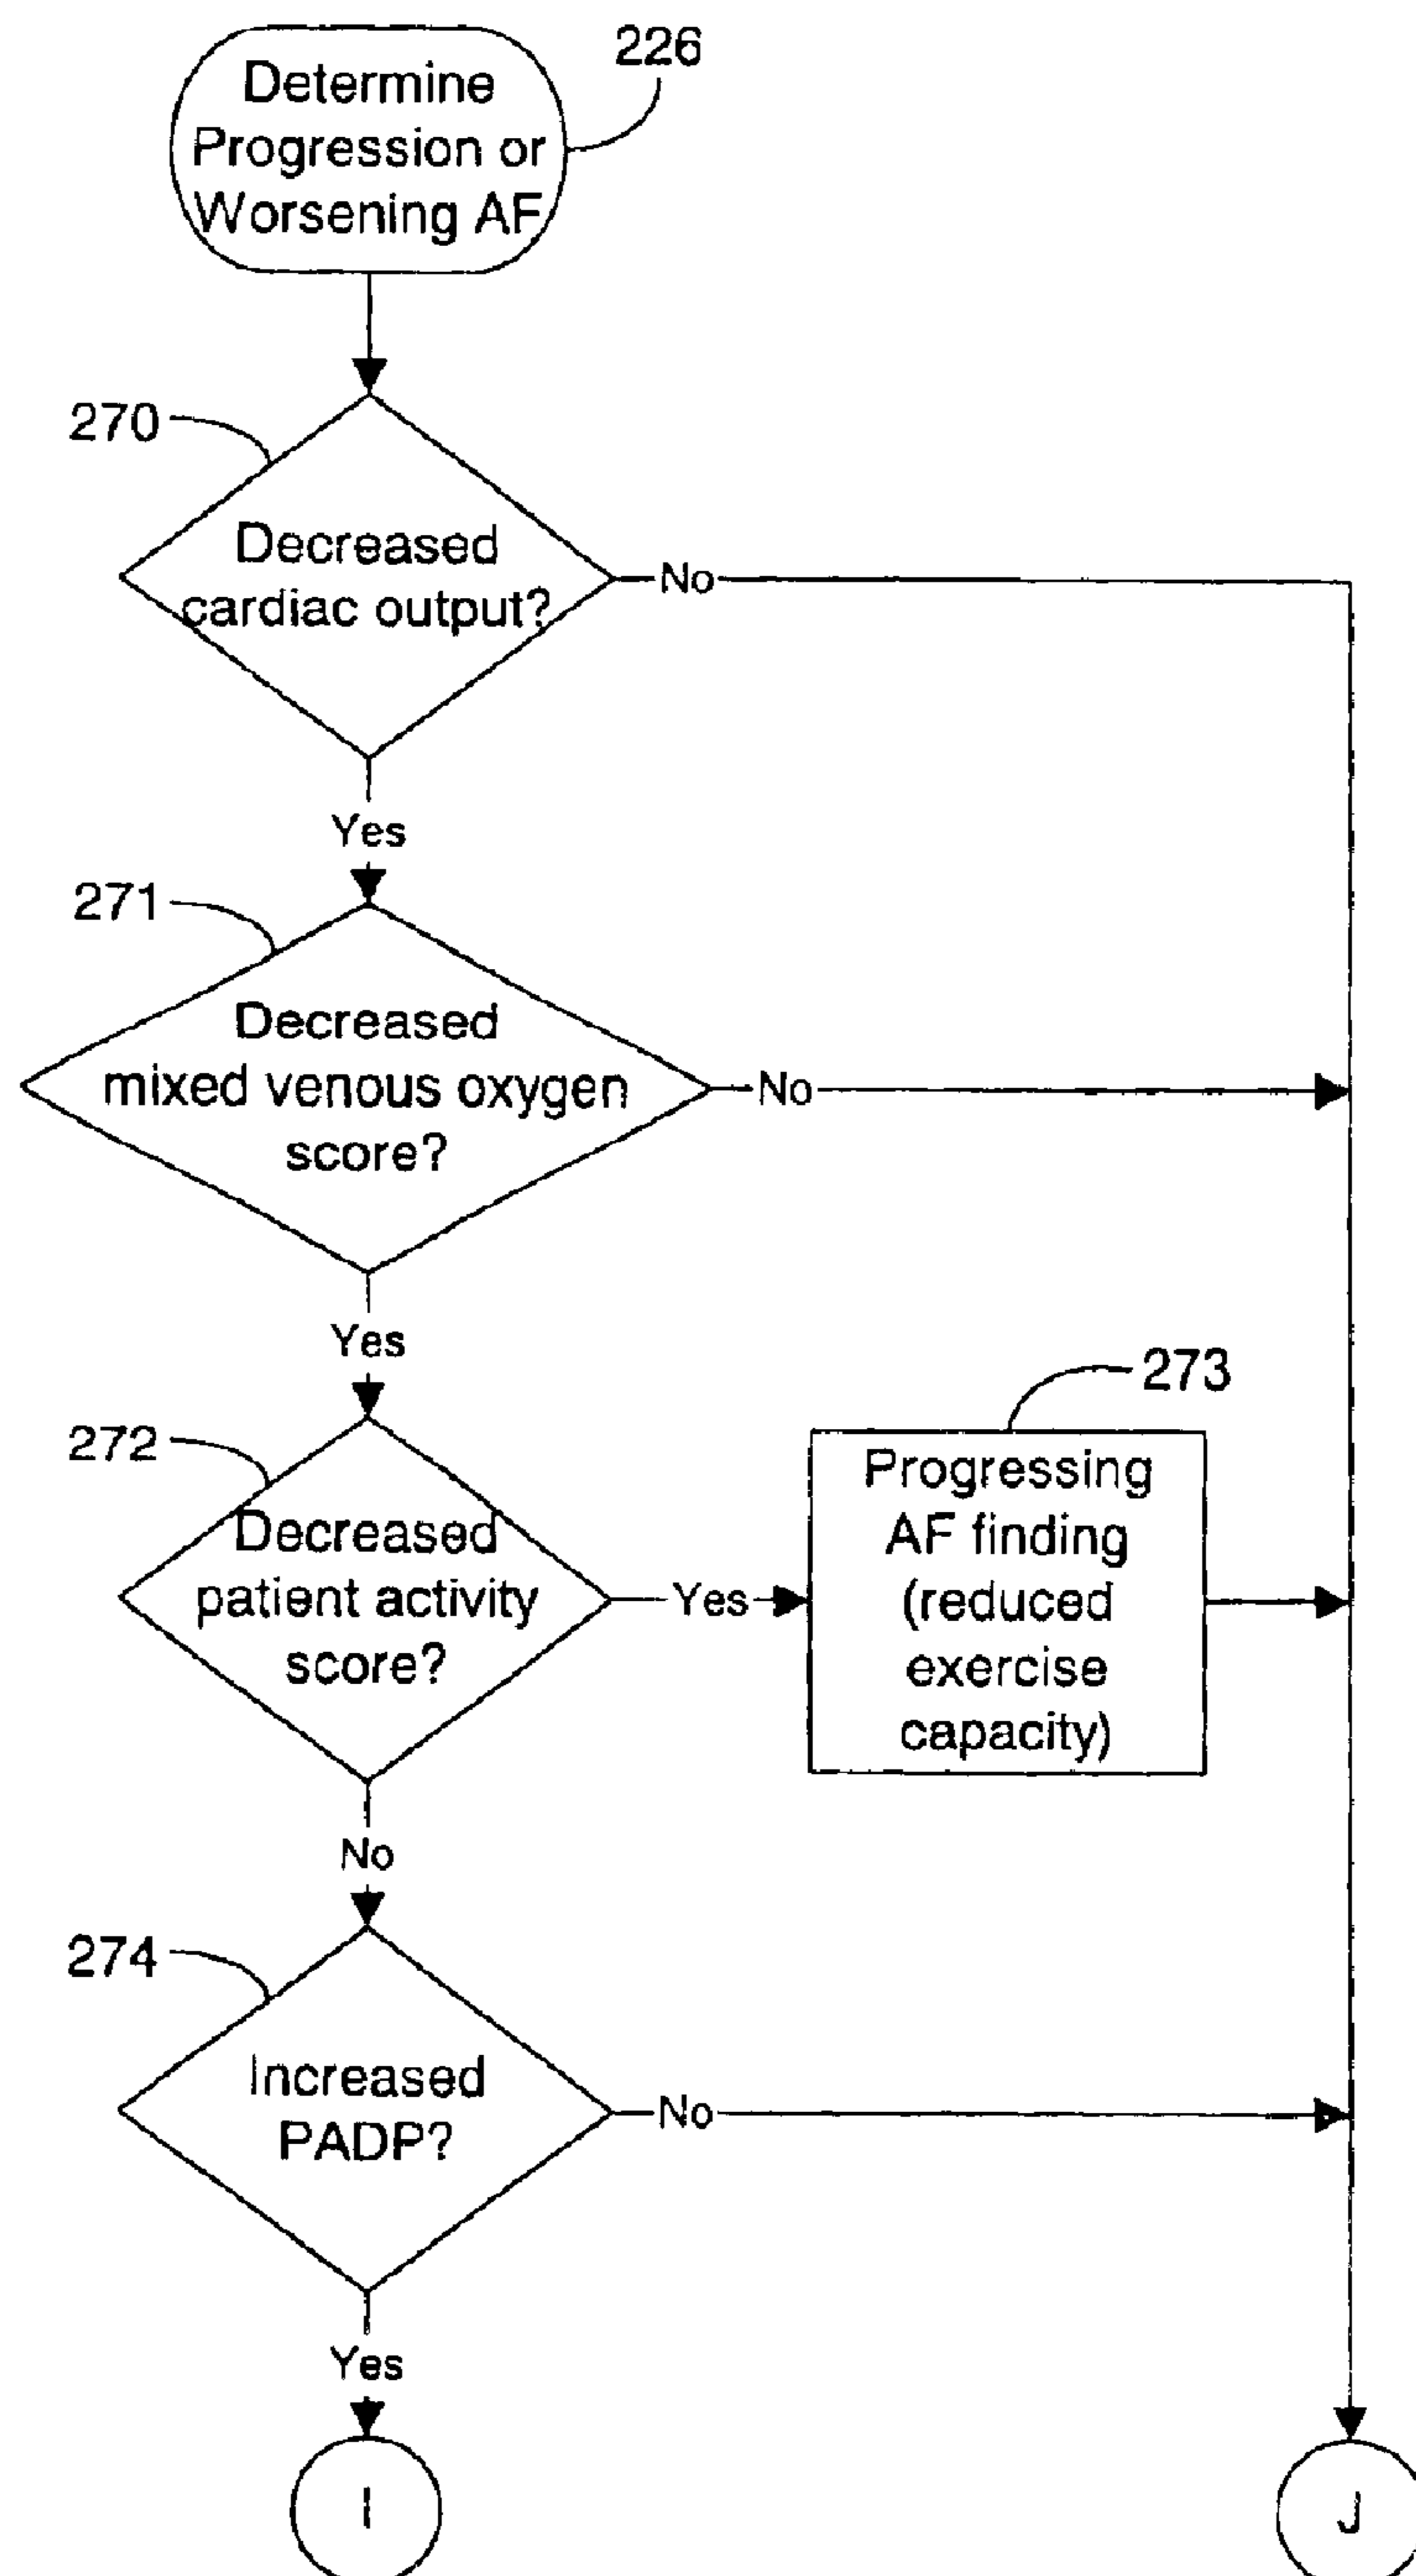 Determine
Progression or
Worsening AF
226
270
Decreased
cardiac output?
No
Yes
271
Decreased
mixed venous oxygen
score?
No
Yes
272
Decreased
patient activity
score?
Yes
273
Progressing
AF finding
(reduced
exercise
capacity)
No
274
Increased
PADP?
No
Yes
I
J